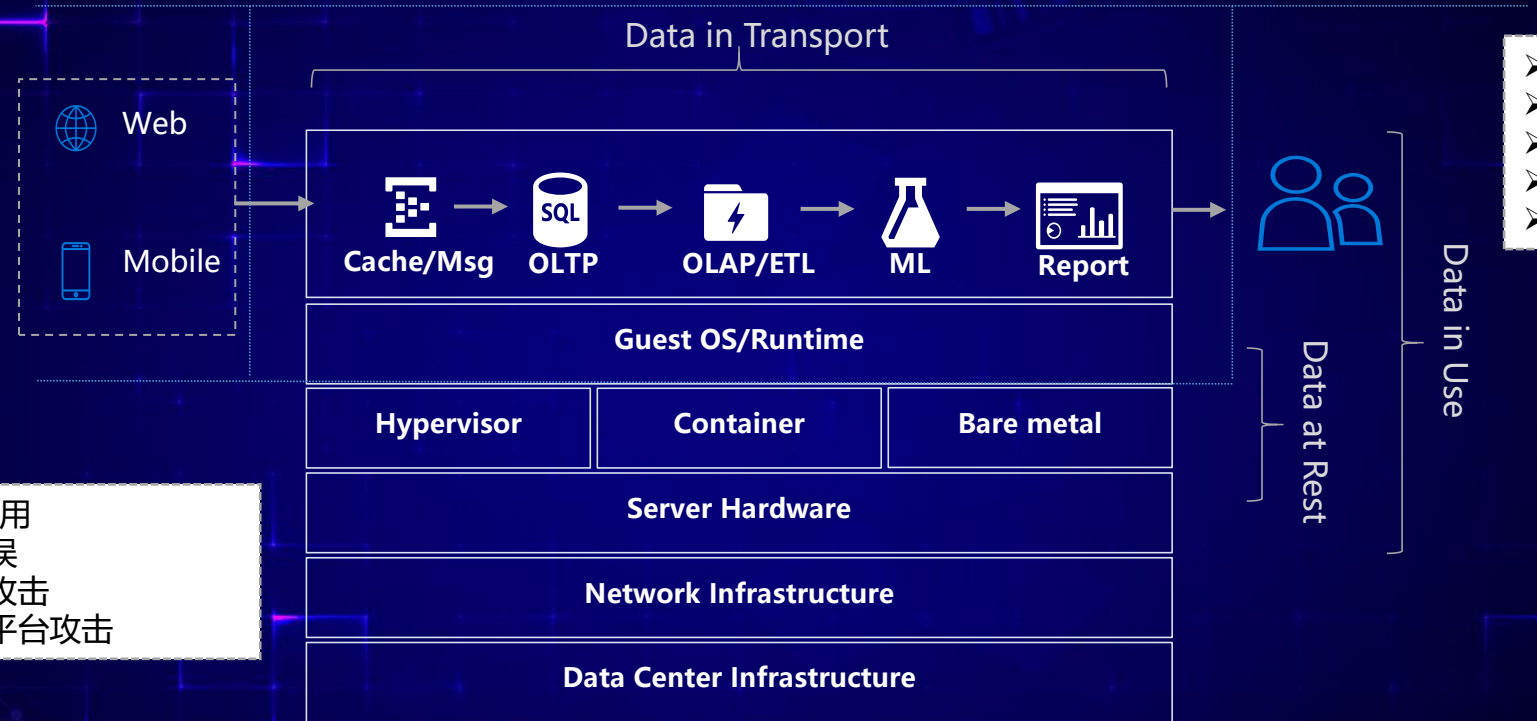 Data in Transport
Web
Mobile
SQL
Cache/Msg
OLTP
OLAP/ETL
ML
Report
Guest OS/Runtime
Hypervisor
Container
Bare metal
Server Hardware
Network Infrastructure
Data Center Infrastructure
Data at Rest
Data in Use
用
误
攻击
平台攻击